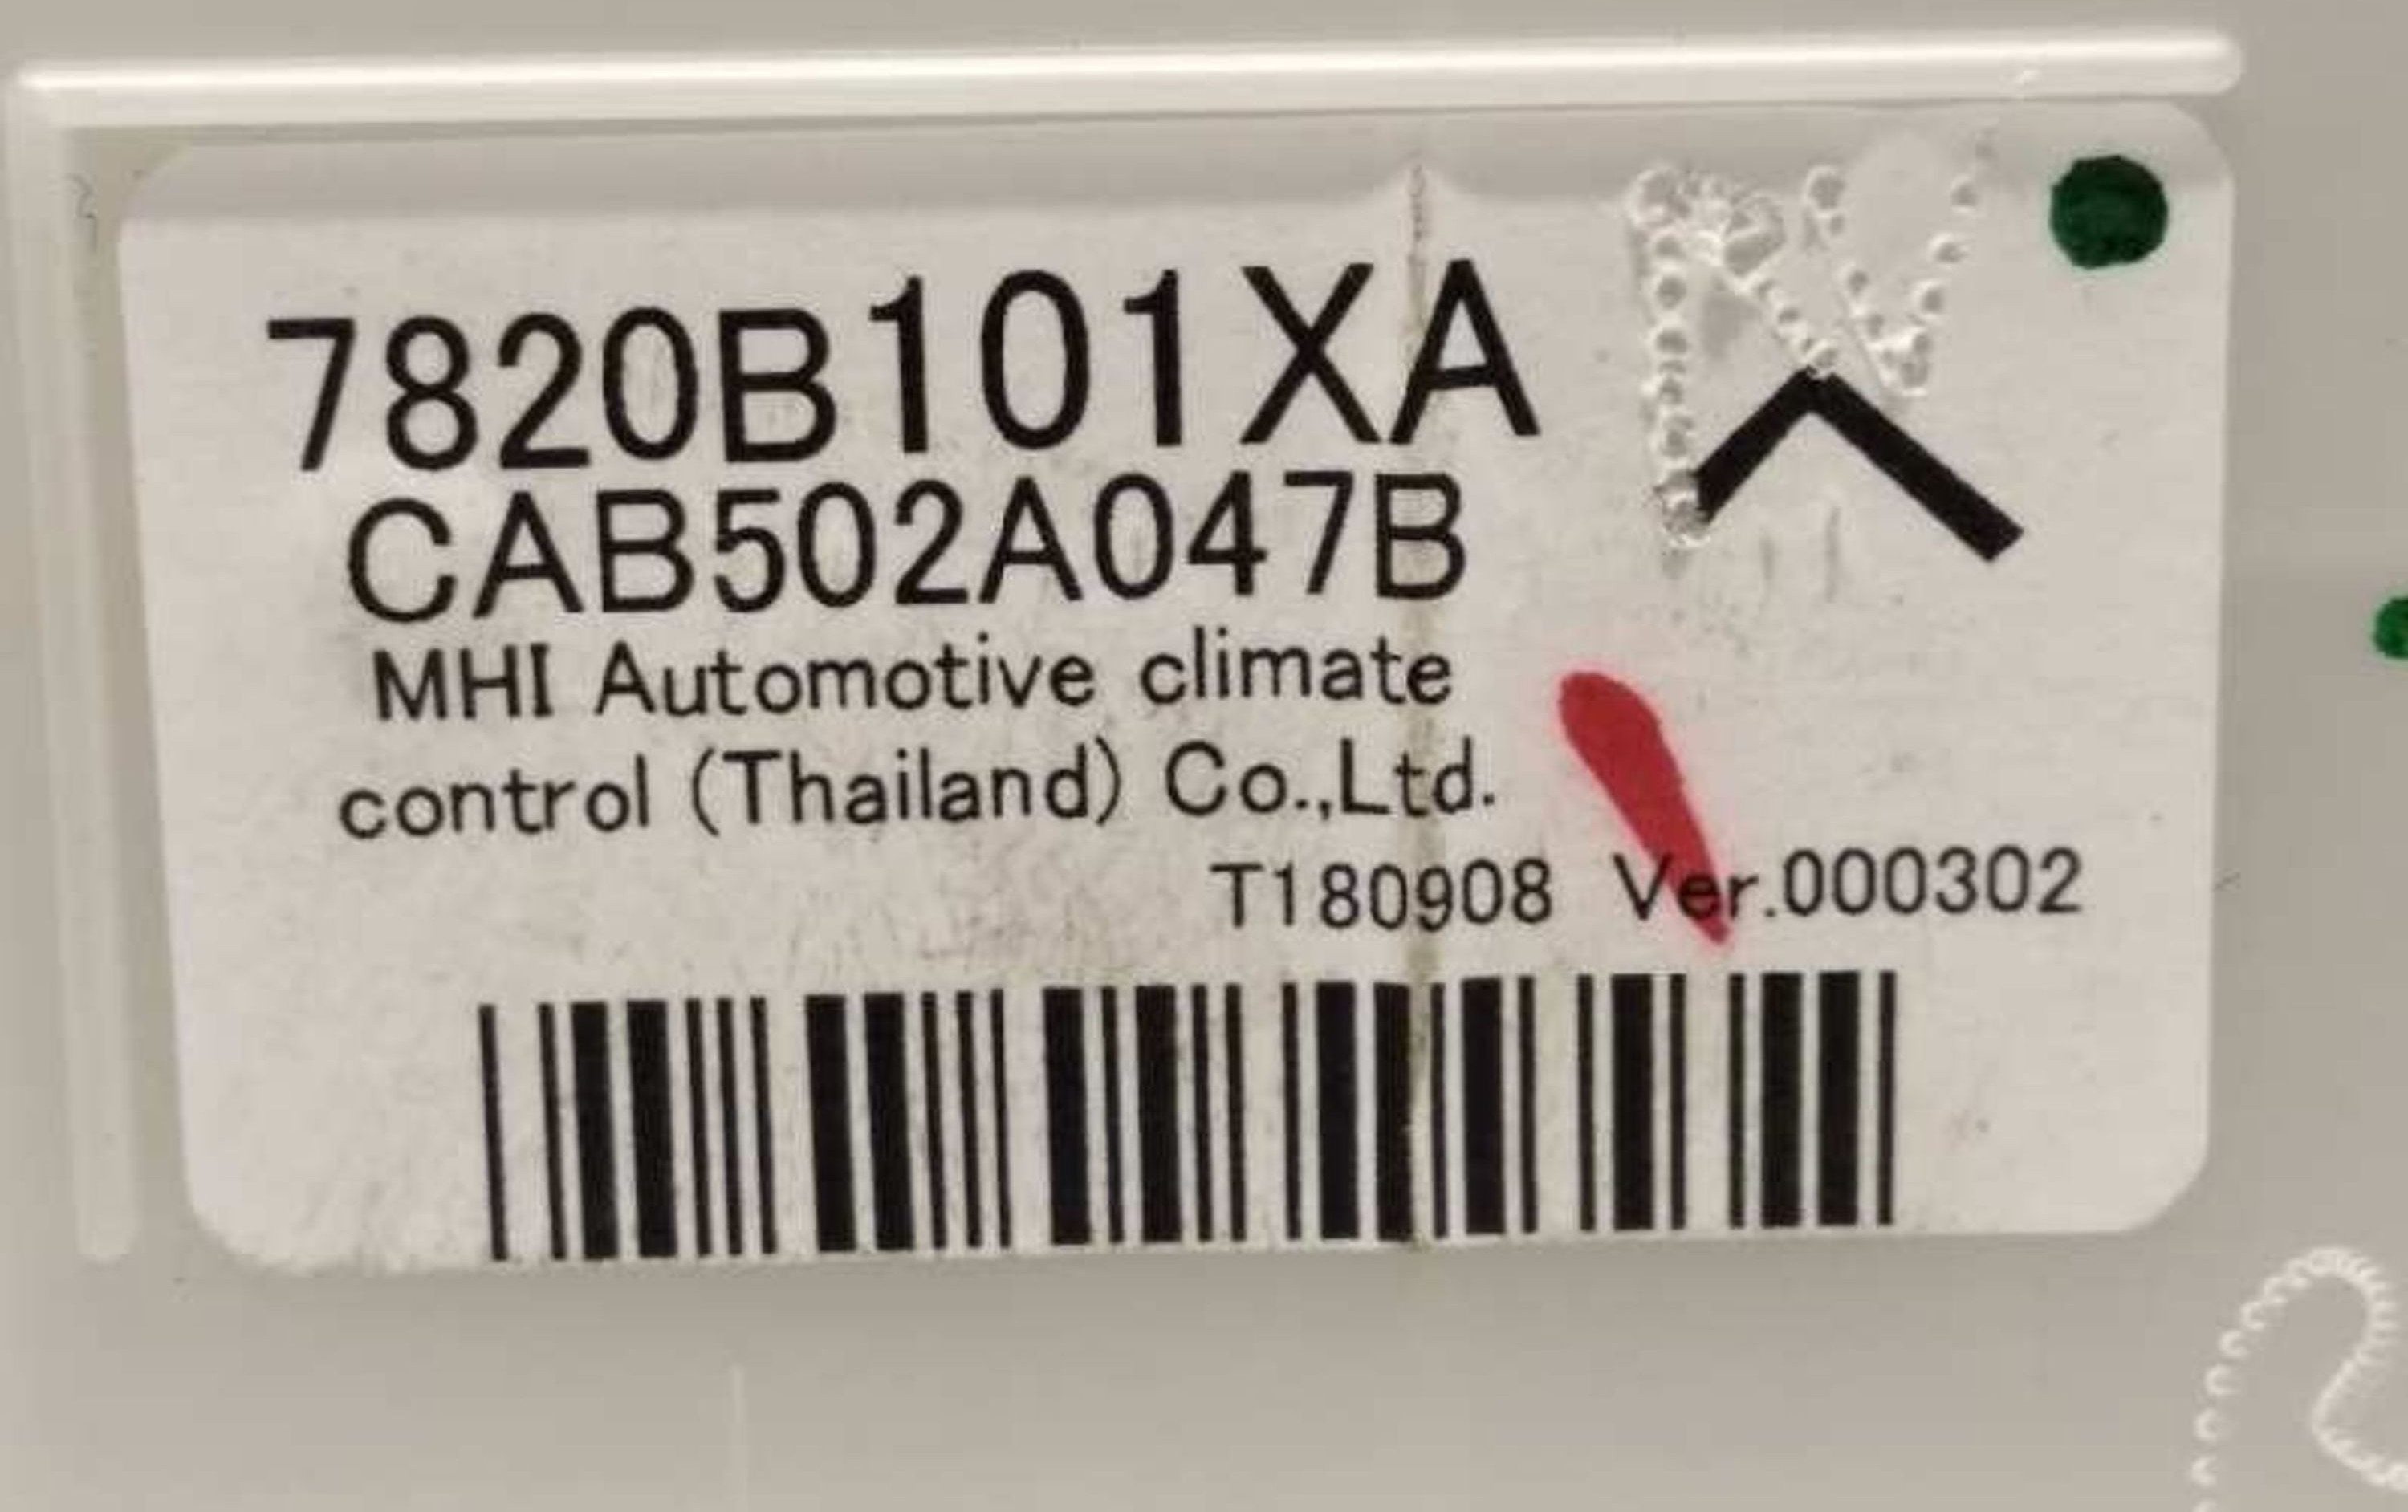 7820B101XA
CAB502A047B
MHI Automotive climate
control (Thailand) Co.,Ltd.
T180908 Ver.000302